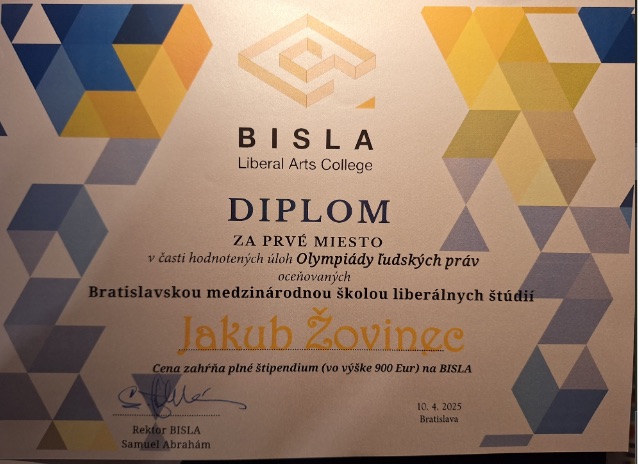 BISLA
Liberal Arts College
DIPLOM
ZA PRVÉ MIESTO
v časti hodnotených úloh Olympiády ľudských práv
oceňovaných
Bratislavskou medzinárodnou školou liberálnych štúdií
Jakub Žovinec
Cena zahŕňa plné štipendium (vo výške 900 Eur) na BISLA
10. 4. 2025
Bratislava
Rektor BISLA
Samuel Abrahám